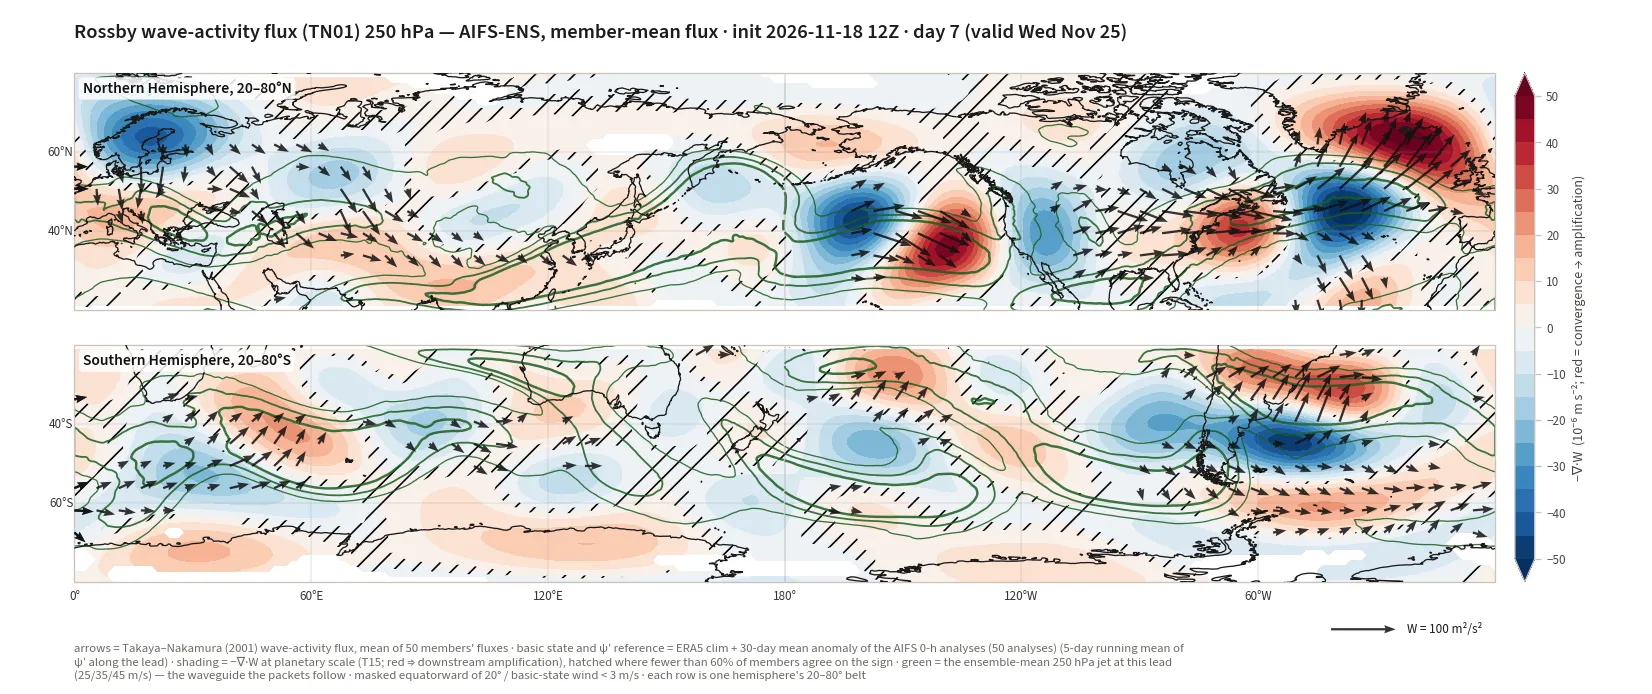 Rossby wave-activity flux (TN01) 250 hPa — AIFS-ENS, member-mean flux · init 2026-11-18 12Z · day 7 (valid Wed Nov 25)
Northern Hemisphere, 20–80°N
60°N
40°N
Southern Hemisphere, 20–80°S
40°S
60°S
0°
60°E
120°E
180°
120°W
60°W
50
40
30
20
10
0
−10
−20
−30
−40
−50
−∇·W (10⁻⁶ m s⁻²; red = convergence → amplification)
W = 100 m²/s²
arrows = Takaya–Nakamura (2001) wave-activity flux, mean of 50 members' fluxes · basic state and ψ' reference = ERA5 clim + 30-day mean anomaly of the AIFS 0-h analyses (50 analyses) (5-day running mean of
ψ' along the lead) · shading = −∇·W at planetary scale (T15; red ⇒ downstream amplification), hatched where fewer than 60% of members agree on the sign · green = the ensemble-mean 250 hPa jet at this lead
(25/35/45 m/s) — the waveguide the packets follow · masked equatorward of 20° / basic-state wind < 3 m/s · each row is one hemisphere's 20–80° belt